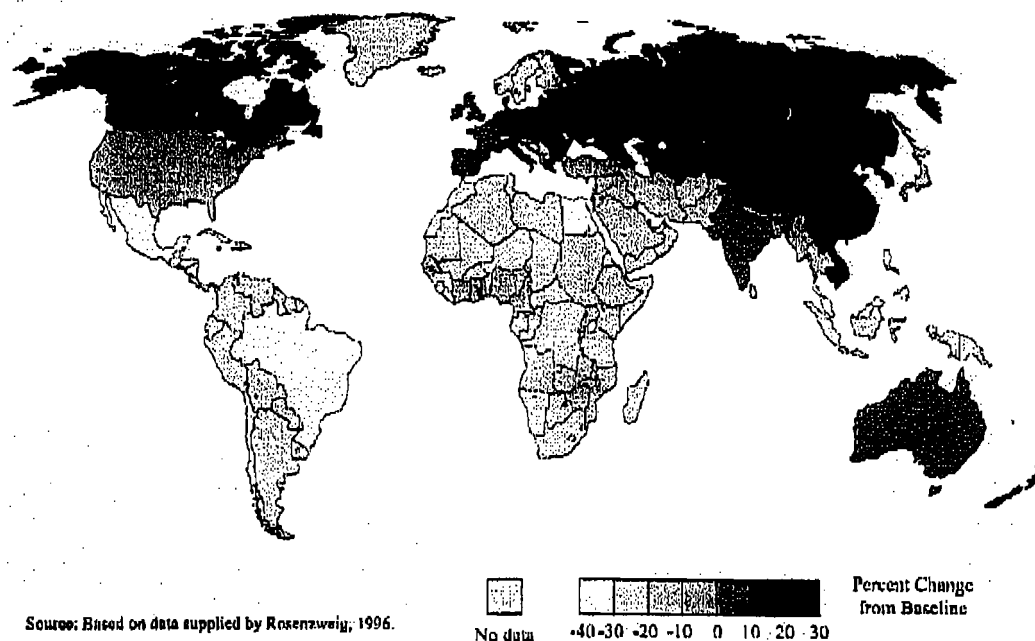 Source: Based on data supplied by Rosenzweig, 1996.
No data
-40 -30 -20 -10 0 10 20 30
Percent Change
from Baseline